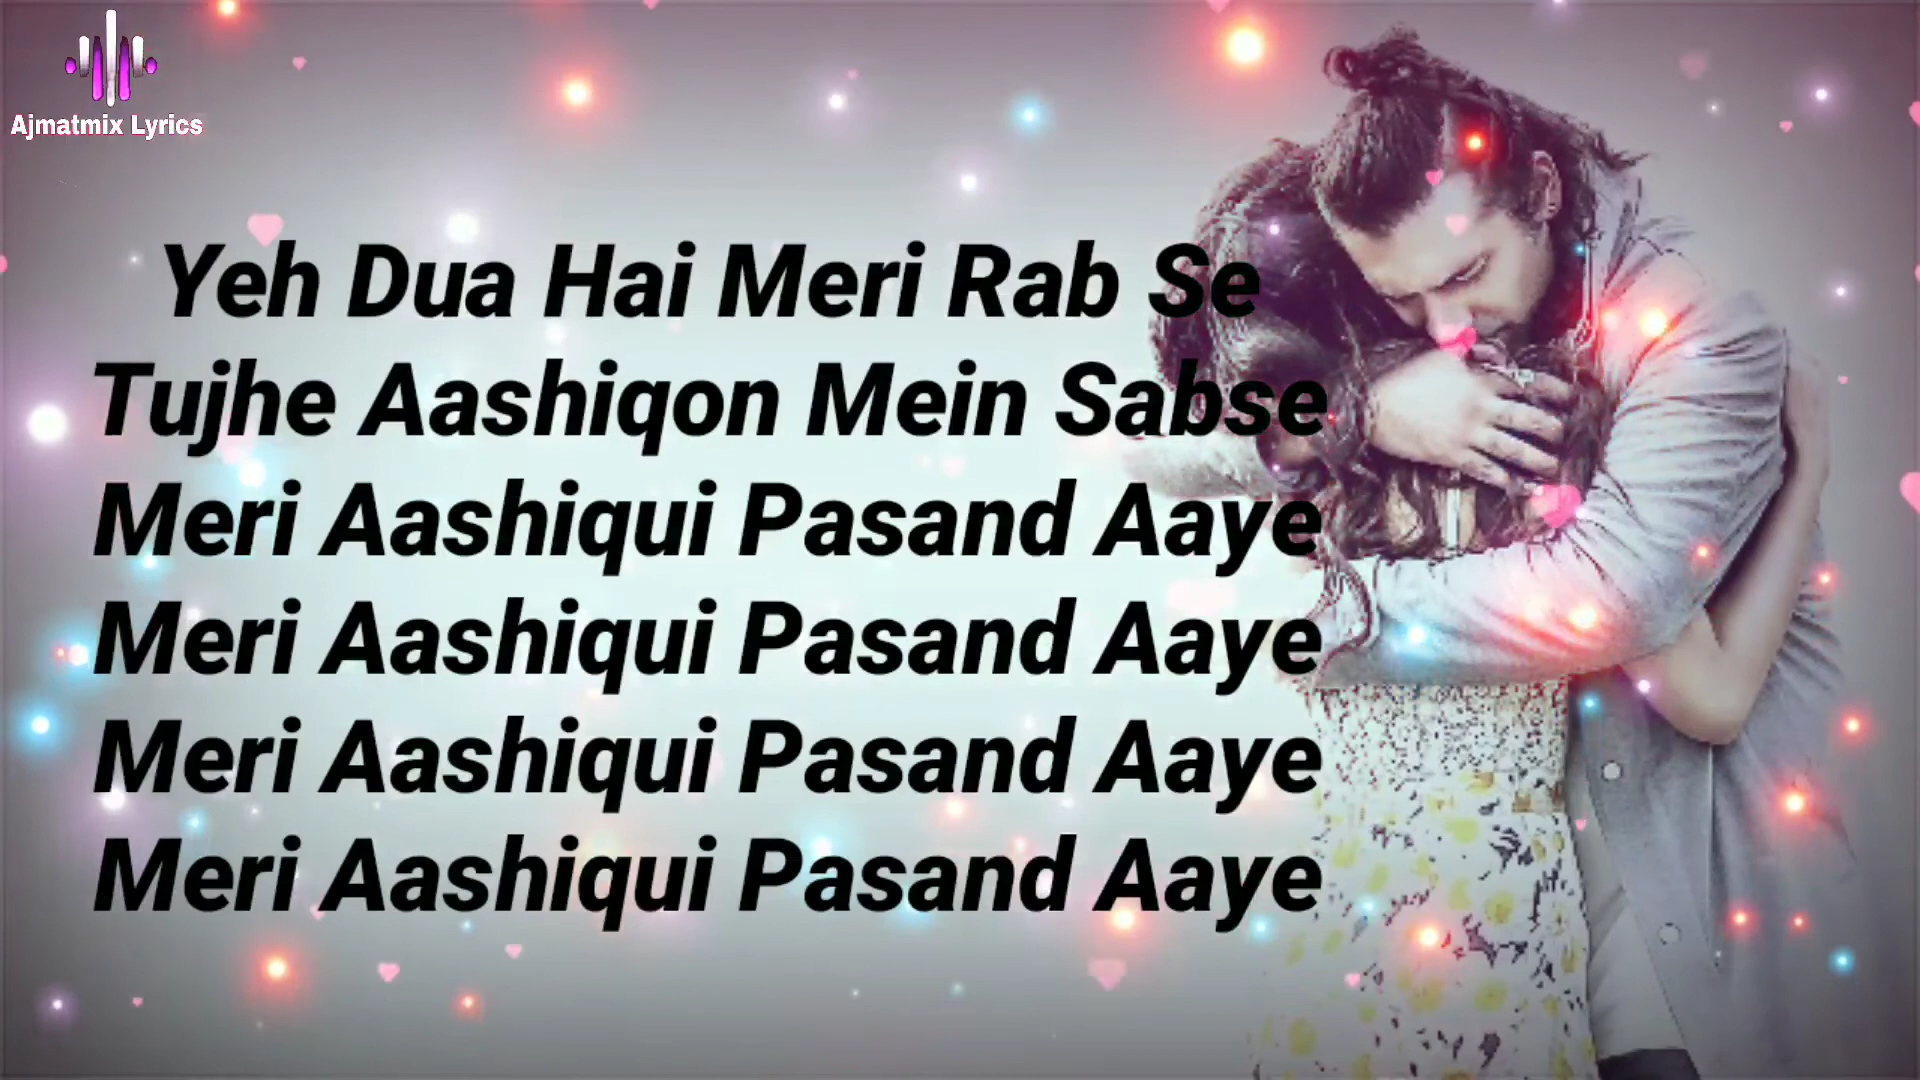 Ajmatmix Lyrics
Yeh Dua Hai Meri Rab Se
Tujhe Aashiqon Mein Sabse
Meri Aashiqui Pasand Aaye
Meri Aashiqui Pasand Aaye
Meri Aashiqui Pasand Aaye
Meri Aashiqui Pasand Aaye